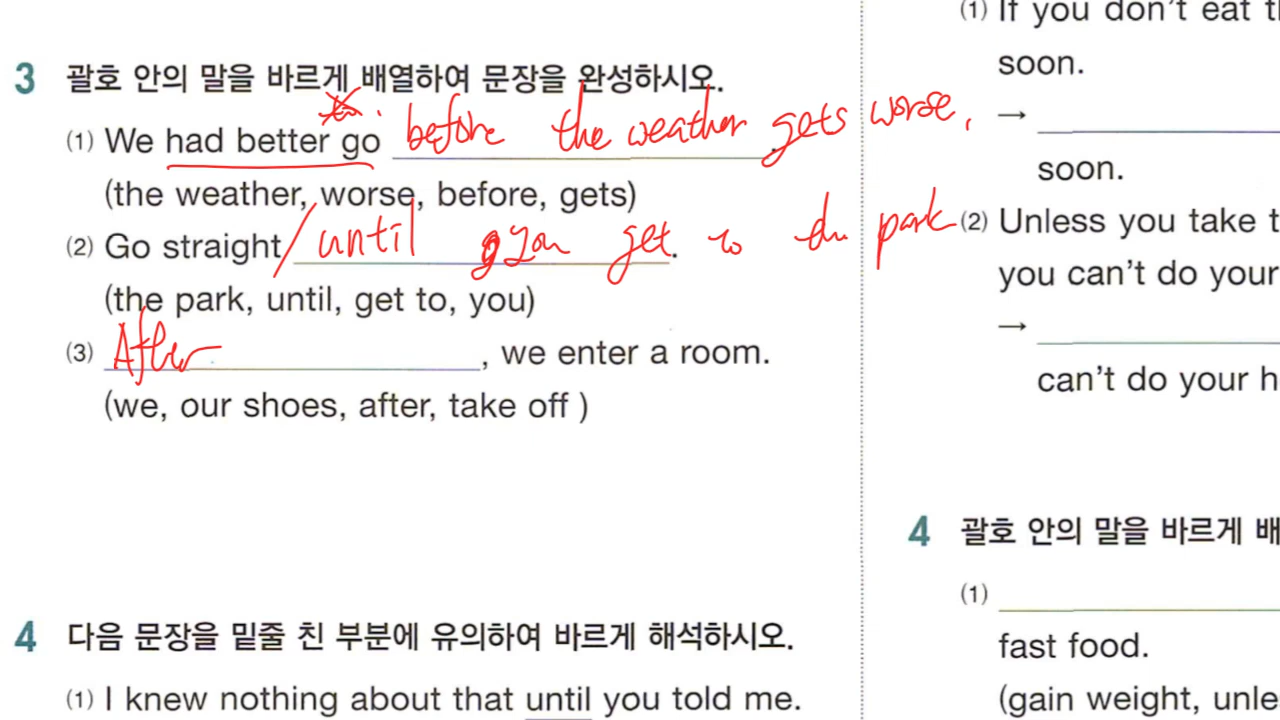 3 괄호 안의 말을 바르게 배열하여 문장을 완성하시오.
(1) We had better go before the weather gets worse.
(the weather, worse, before, gets)
(2) Go straight / until you get to the park.
(the park, until, get to, you)
(3) After , we enter a room.
(we, our shoes, after, take off )
4 다음 문장을 밑줄 친 부분에 유의하여 바르게 해석하시오.
(1) I knew nothing about that until you told me.
(1) If you don't eat
soon.
→
soon.
(2) Unless you take
you can't do your
→
can't do your
4 괄호 안의 말을 바르게
(1)
fast food.
(gain weight,